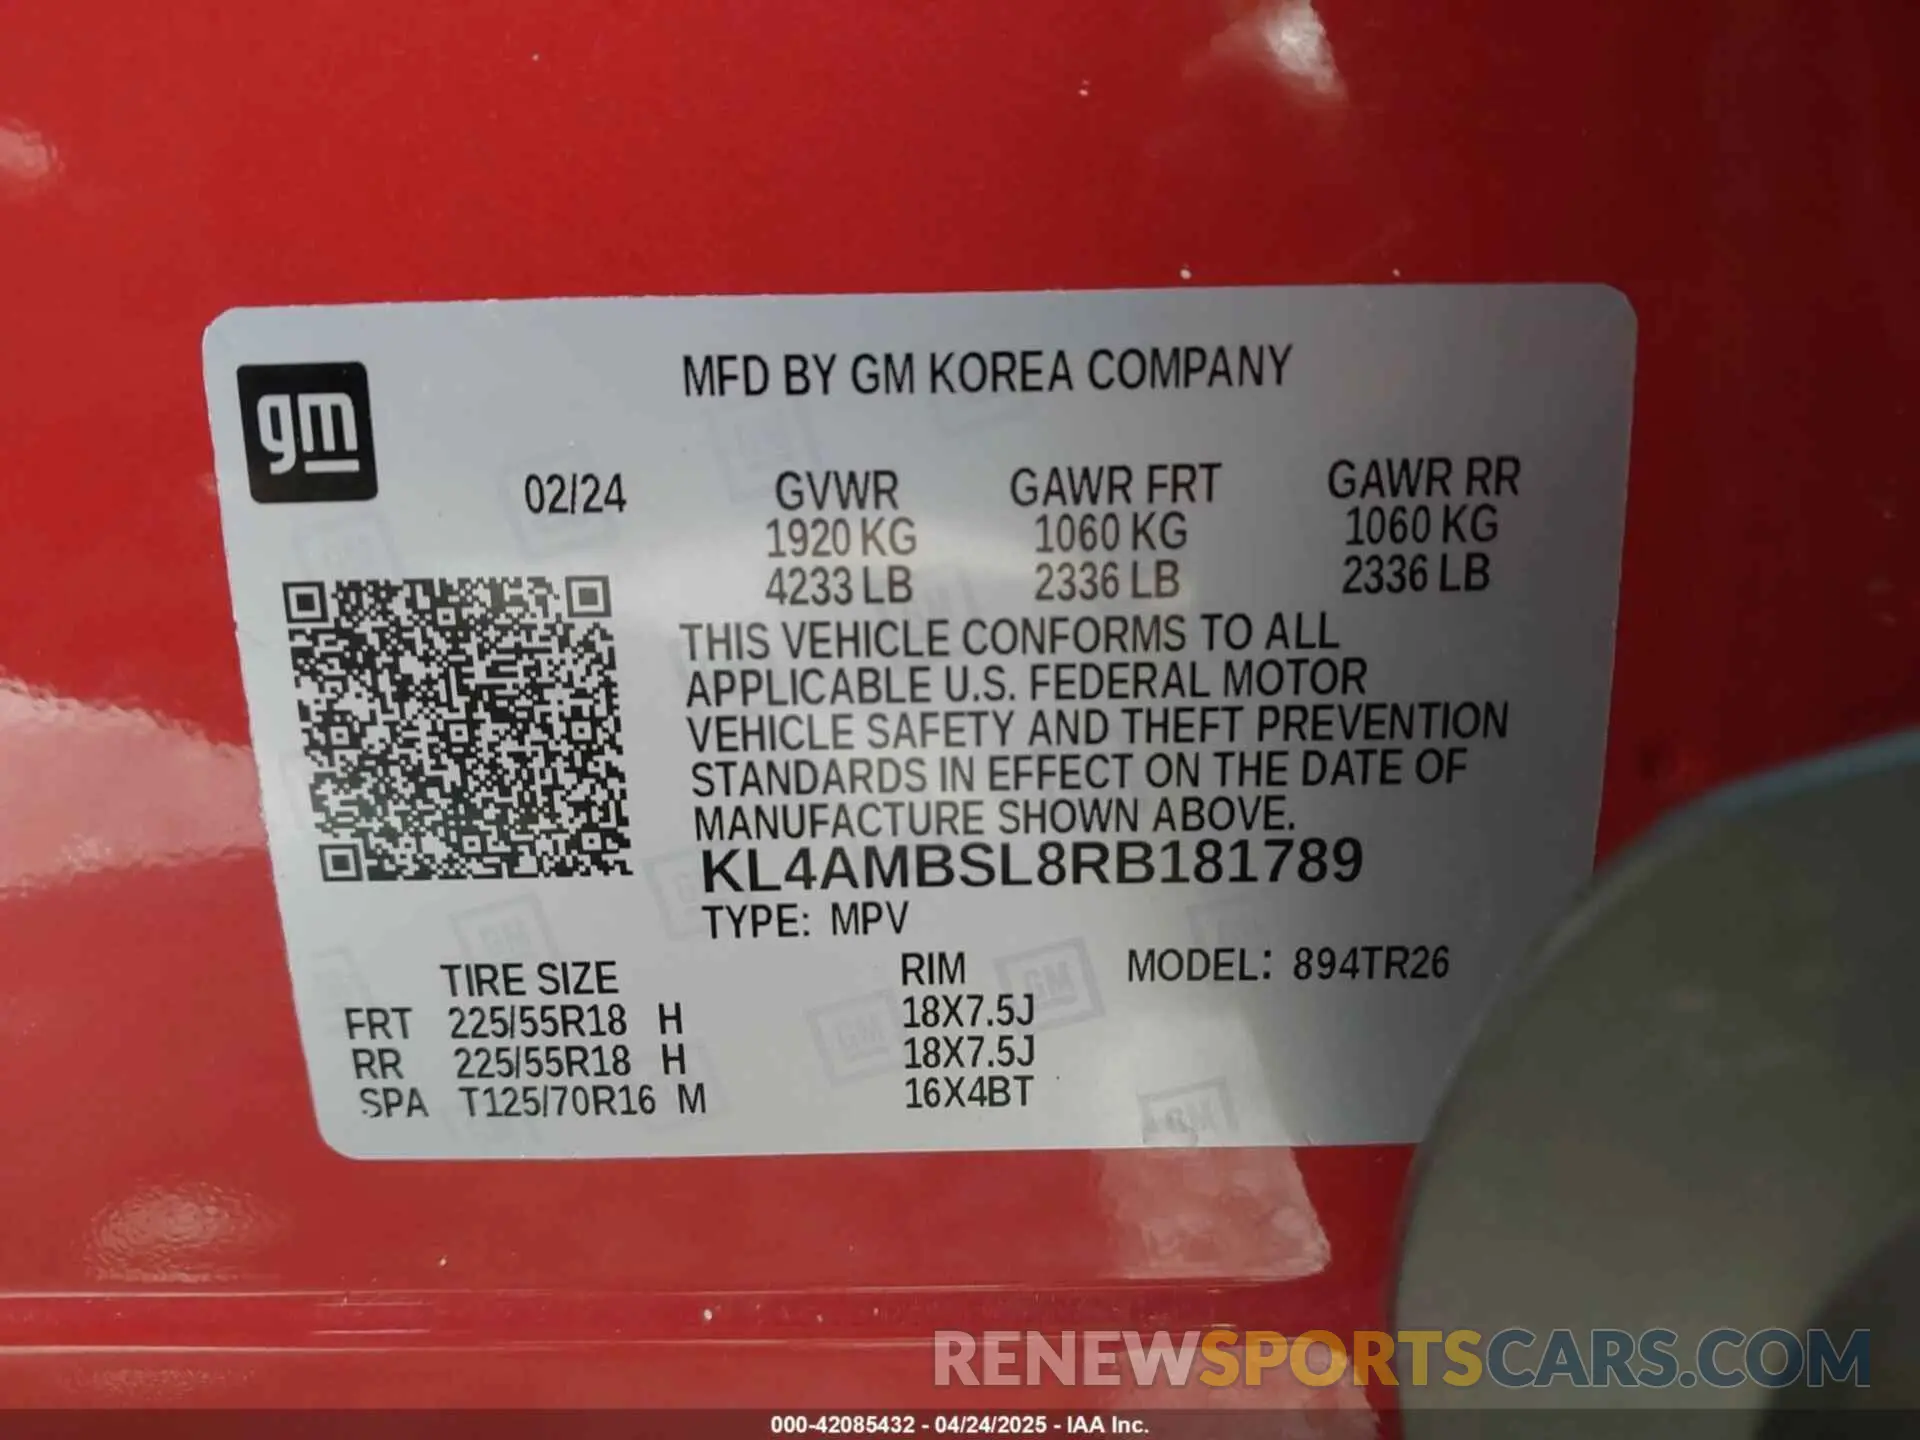 MFD BY GM KOREA COMPANY
gm
02/24 GVWR GAWR FRT GAWR RR
1920 KG 1060 KG 1060 KG
4233 LB 2336 LB 2336 LB
THIS VEHICLE CONFORMS TO ALL
APPLICABLE U.S. FEDERAL MOTOR
VEHICLE SAFETY AND THEFT PREVENTION
STANDARDS IN EFFECT ON THE DATE OF
MANUFACTURE SHOWN ABOVE.
KL4AMBSL8RB181789
TYPE: MPV
TIRE SIZE RIM MODEL: 894TR26
FRT 225/55R18 H 18X7.5J
RR 225/55R18 H 18X7.5J
SPA T125/70R16 M 16X4BT
RENEWSPORTSCARS.COM
000-42085432 - 04/24/2025 - IAA Inc.